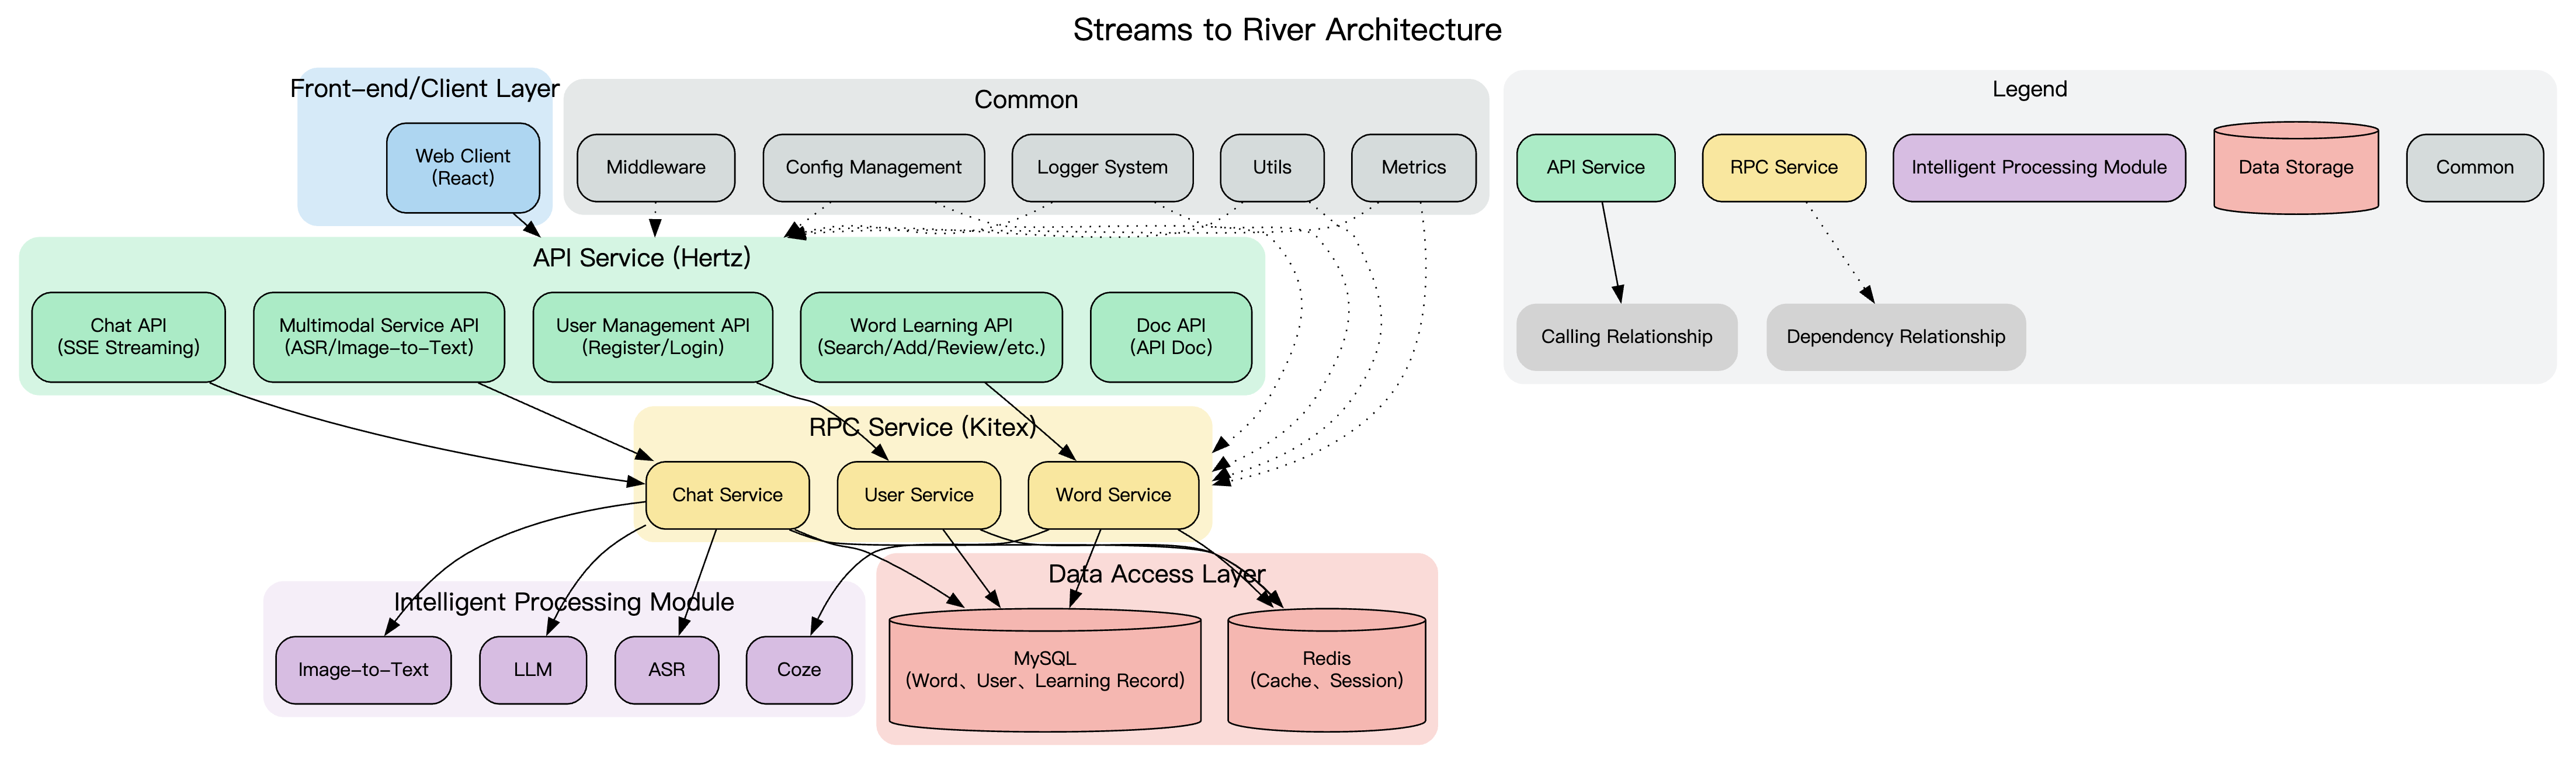 Streams to River Architecture
Front-end/Client Layer
Web Client
(React)
Common
Middleware
Config Management
Logger System
Utils
Metrics
Legend
API Service
RPC Service
Intelligent Processing Module
Data Storage
Common
Calling Relationship
Dependency Relationship
API Service (Hertz)
Chat API
(SSE Streaming)
Multimodal Service API
(ASR/Image-to-Text)
User Management API
(Register/Login)
Word Learning API
(Search/Add/Review/etc.)
Doc API
(API Doc)
RPC Service (Kitex)
Chat Service
User Service
Word Service
Intelligent Processing Module
Image-to-Text
LLM
ASR
Coze
Data Access Layer
MySQL
(Word、User、Learning Record)
Redis
(Cache、Session)